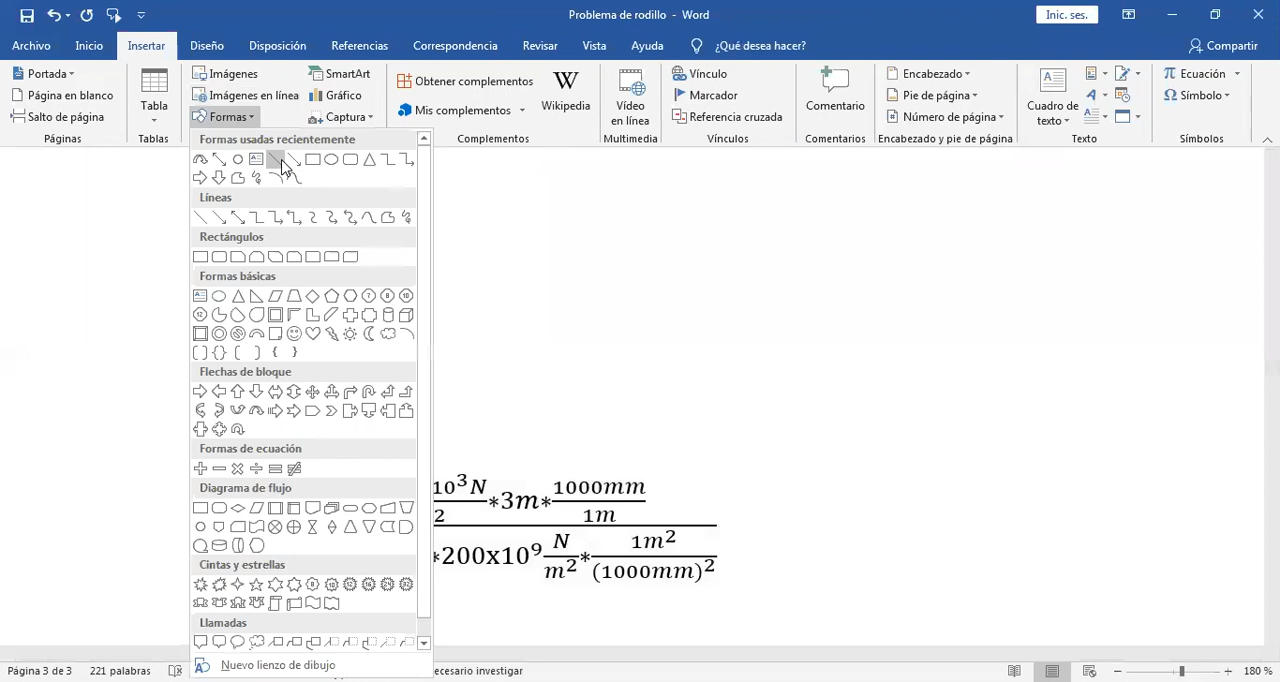 Problema de rodillo - Word
Inic. ses.
Archivo Inicio Insertar Diseño Disposición Referencias Correspondencia Revisar Vista Ayuda ¿Qué desea hacer? Compartir
Portada
Página en blanco
Salto de página
Páginas
Tabla
Tablas
Imágenes
Imágenes en línea
Formas
SmartArt
Gráfico
Captura
Obtener complementos
Mis complementos
Complementos
Wikipedia
Vídeo
en línea
Multimedia
Vínculo
Marcador
Referencia cruzada
Vínculos
Comentario
Comentarios
Encabezado
Pie de página
Número de página
Encabezado y pie de página
Cuadro de
texto
Texto
Ecuación
Símbolo
Símbolos
Formas usadas recientemente
Líneas
Rectángulos
Formas básicas
Flechas de bloque
Formas de ecuación
Diagrama de flujo
Cintas y estrellas
Llamadas
Nuevo lienzo de dibujo
10³N/2 *3m* 1000mm/1m
*200x10⁹ N/m² * 1m²/(1000mm)²
Página 3 de 3 221 palabras ecesario investigar 180 %